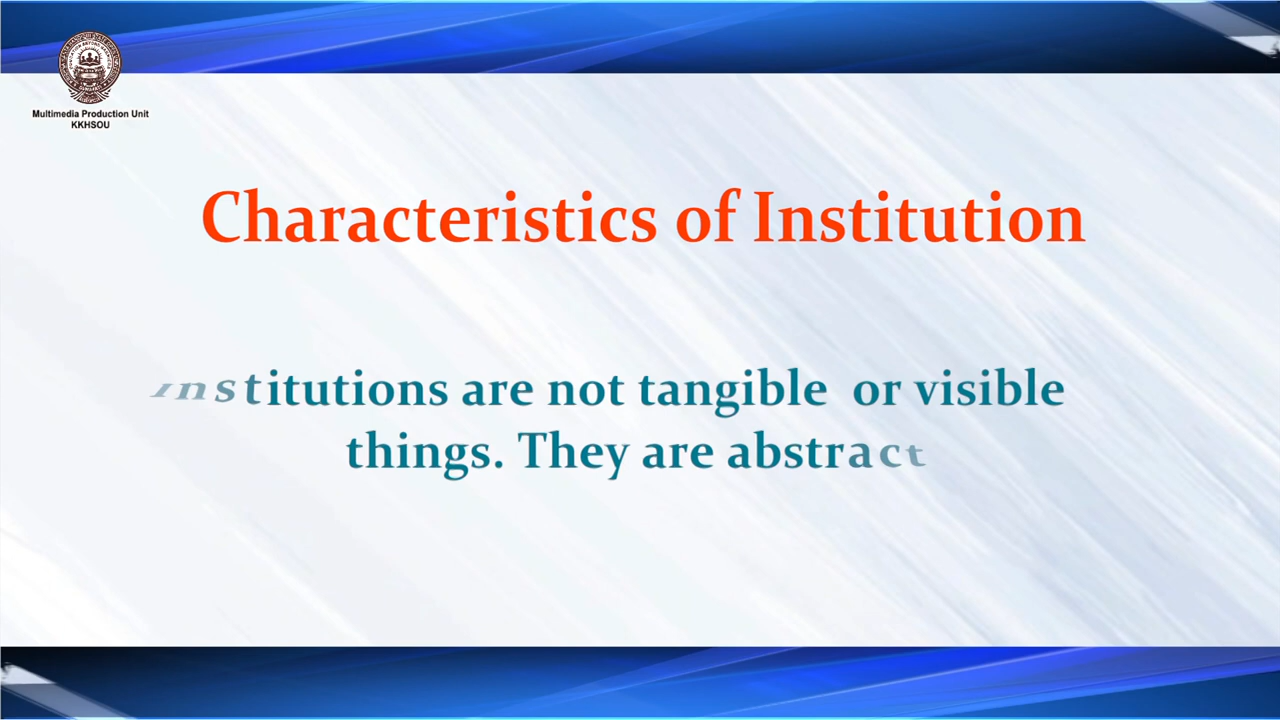 Multimedia Production Unit
KKHSOU
Characteristics of Institution
Institutions are not tangible or visible
things. They are abstract